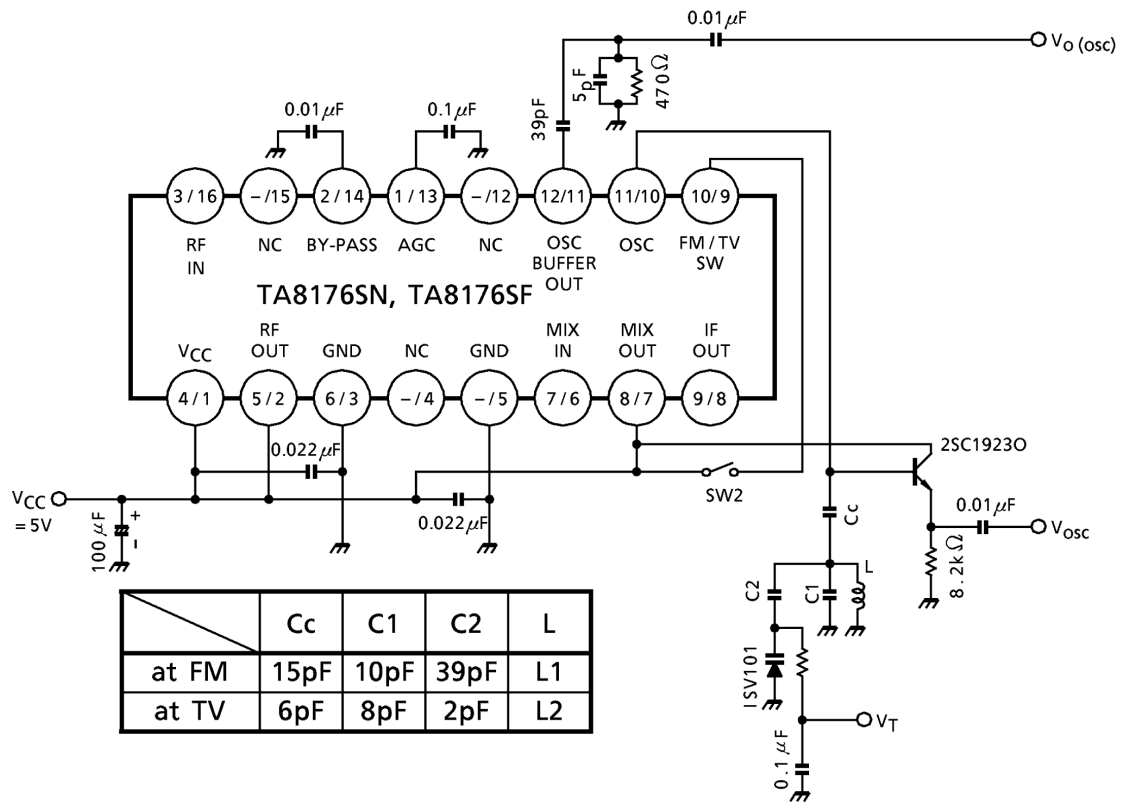 0.01μF
VO (osc)
5pF
470Ω
39pF
0.01μF
0.1μF
3/16
–/15
2/14
1/13
–/12
12/11
11/10
10/9
RF IN
NC
BY-PASS
AGC
NC
OSC BUFFER OUT
OSC
FM/TV SW
TA8176SN, TA8176SF
VCC
RF OUT
GND
NC
GND
MIX IN
MIX OUT
IF OUT
4/1
5/2
6/3
–/4
–/5
7/6
8/7
9/8
0.022μF
2SC1923O
SW2
VCC
=5V
100μF
+
–
0.022μF
Cc
0.01μF
Vosc
8.2kΩ
C2
C1
L
1SV101
VT
0.1μF
Cc C1 C2 L
at FM 15pF 10pF 39pF L1
at TV 6pF 8pF 2pF L2